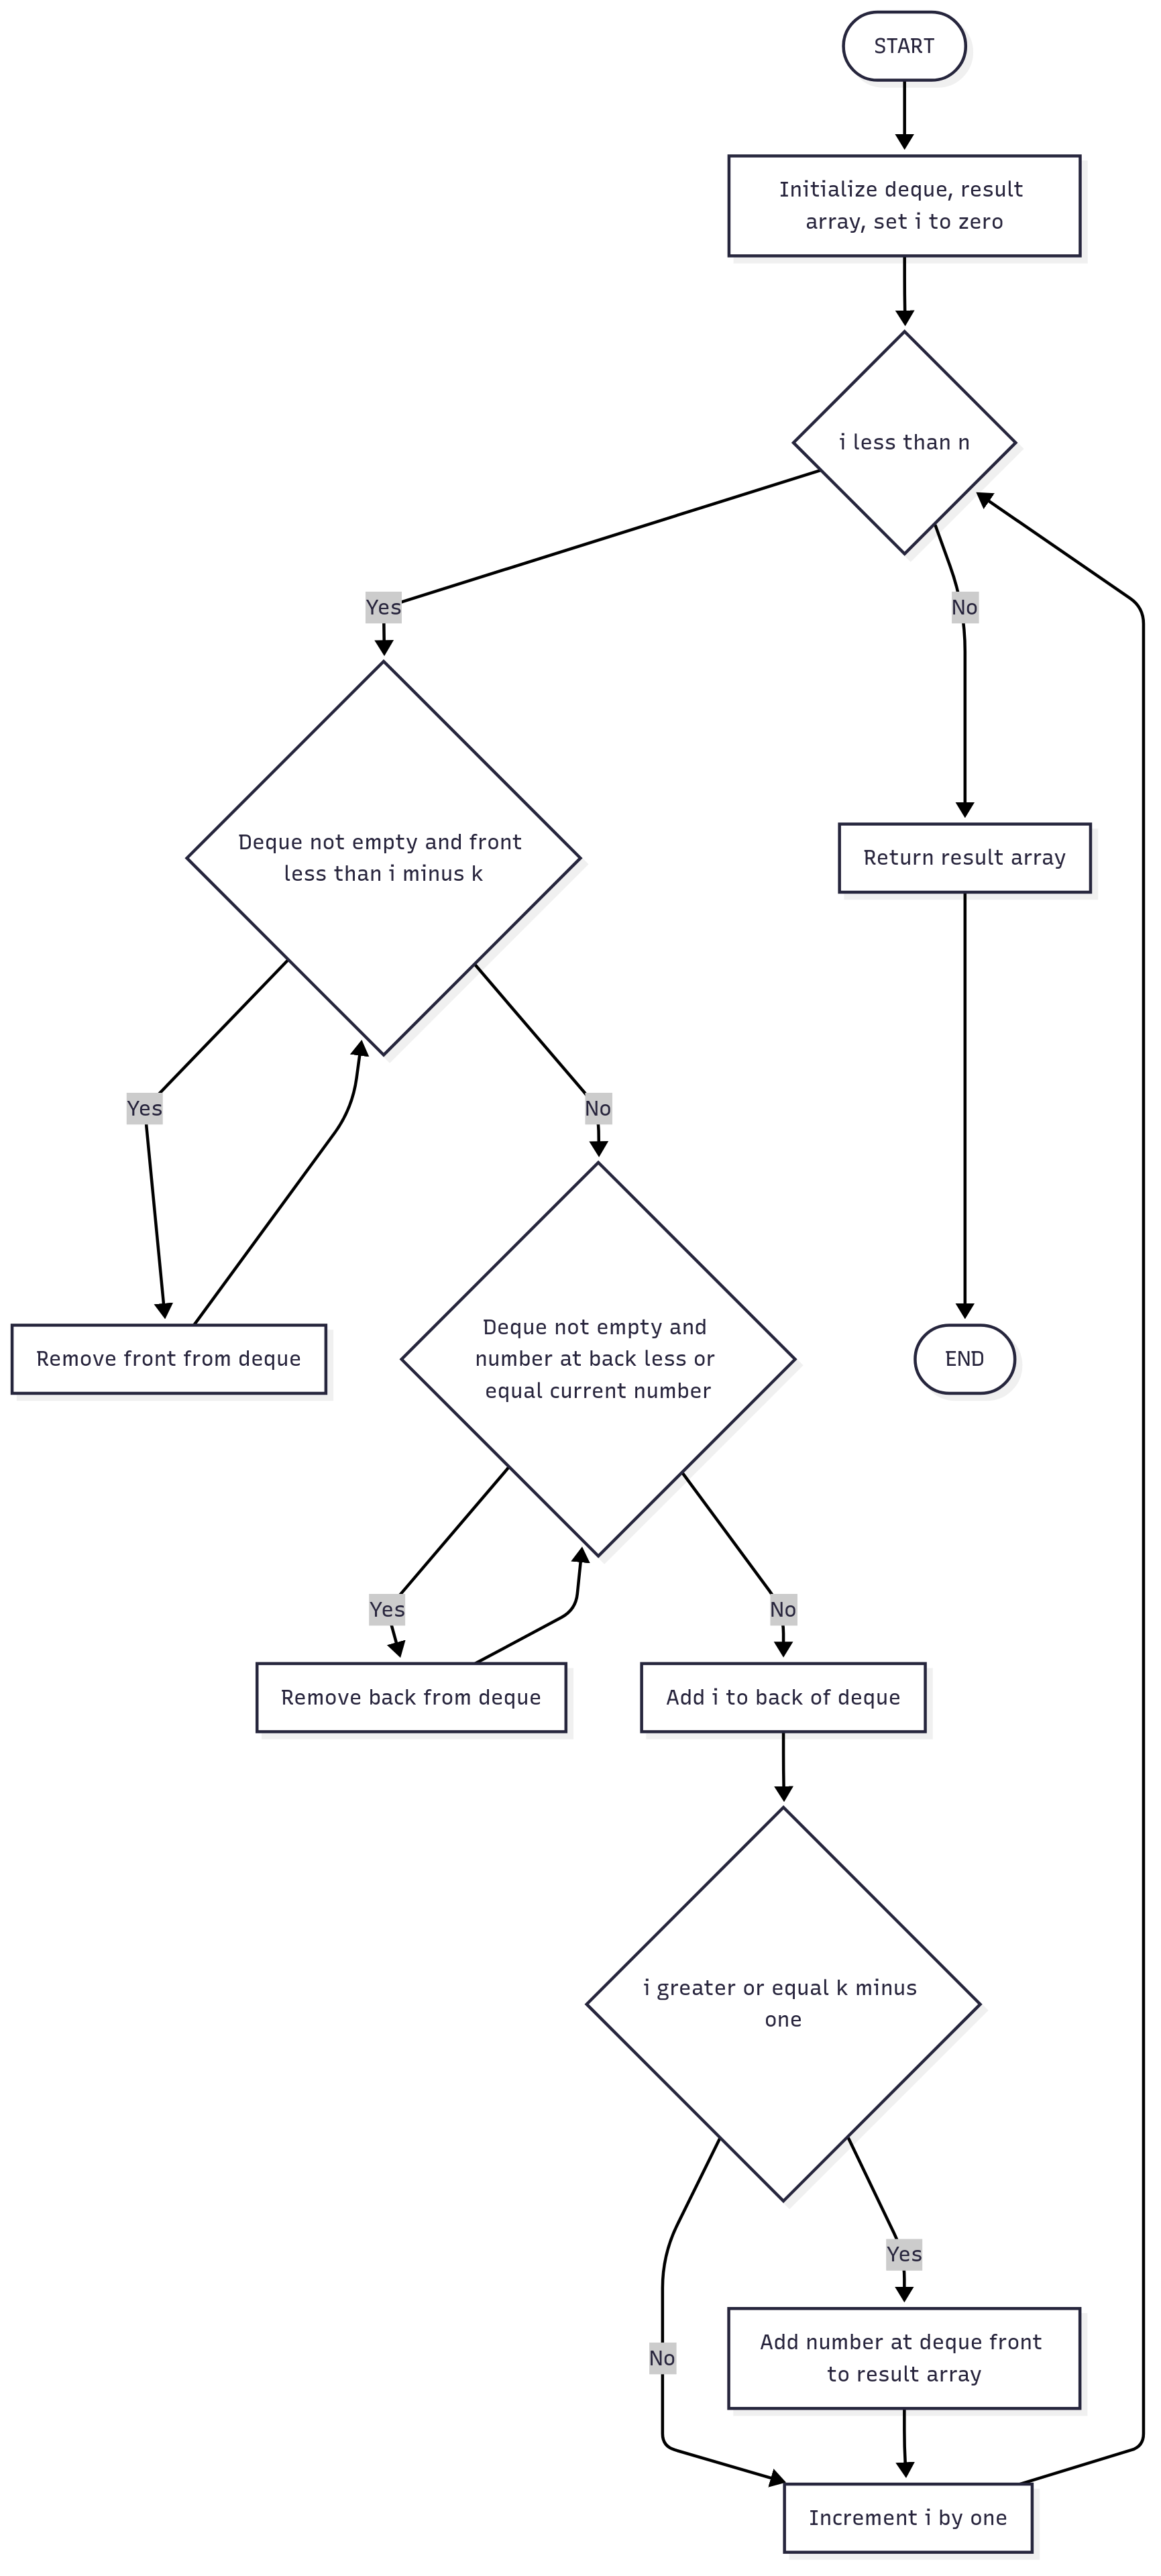 START
Initialize deque, result
array, set i to zero
i less than n
Yes
No
Deque not empty and front
less than i minus k
Return result array
Yes
No
Remove front from deque
Deque not empty and
number at back less or
equal current number
END
Yes
No
Remove back from deque
Add i to back of deque
i greater or equal k minus
one
Yes
No
Add number at deque front
to result array
Increment i by one